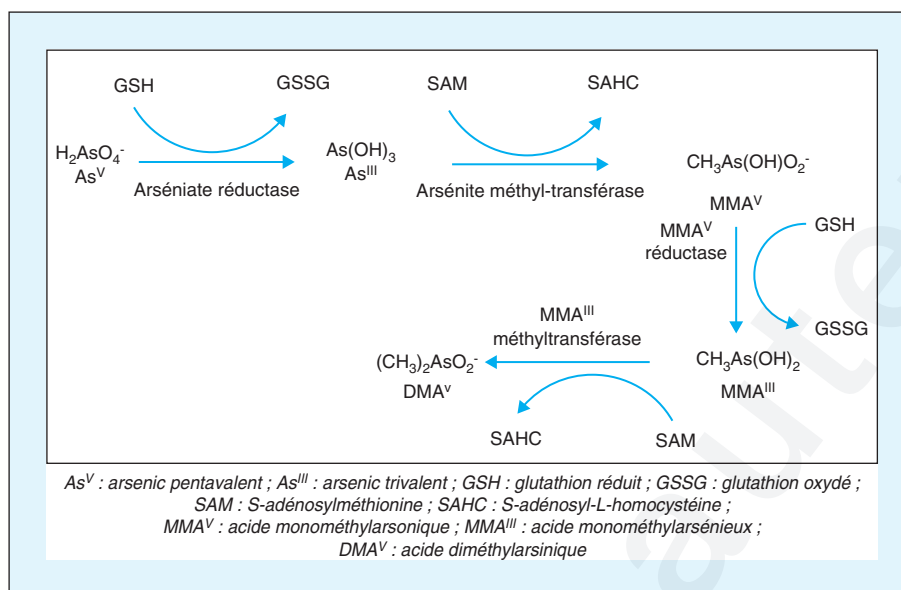 GSH
GSSG
SAM
SAHC
H₂AsO₄⁻
Asⱽ
Arséniate réductase
As(OH)₃
Asᴵᴵᴵ
Arsénite méthyl-transférase
CH₃As(OH)O₂⁻
MMAⱽ
MMAⱽ
réductase
GSH
GSSG
MMAᴵᴵᴵ
méthyltransférase
(CH₃)₂AsO₂⁻
DMAᵛ
CH₃As(OH)₂
MMAᴵᴵᴵ
SAHC
SAM
Asⱽ : arsenic pentavalent ; Asᴵᴵᴵ : arsenic trivalent ; GSH : glutathion réduit ; GSSG : glutathion oxydé ;
SAM : S-adénosylméthionine ; SAHC : S-adénosyl-L-homocystéine ;
MMAⱽ : acide monométhylarsonique ; MMAᴵᴵᴵ : acide monométhylarsénieux ;
DMAⱽ : acide diméthylarsinique